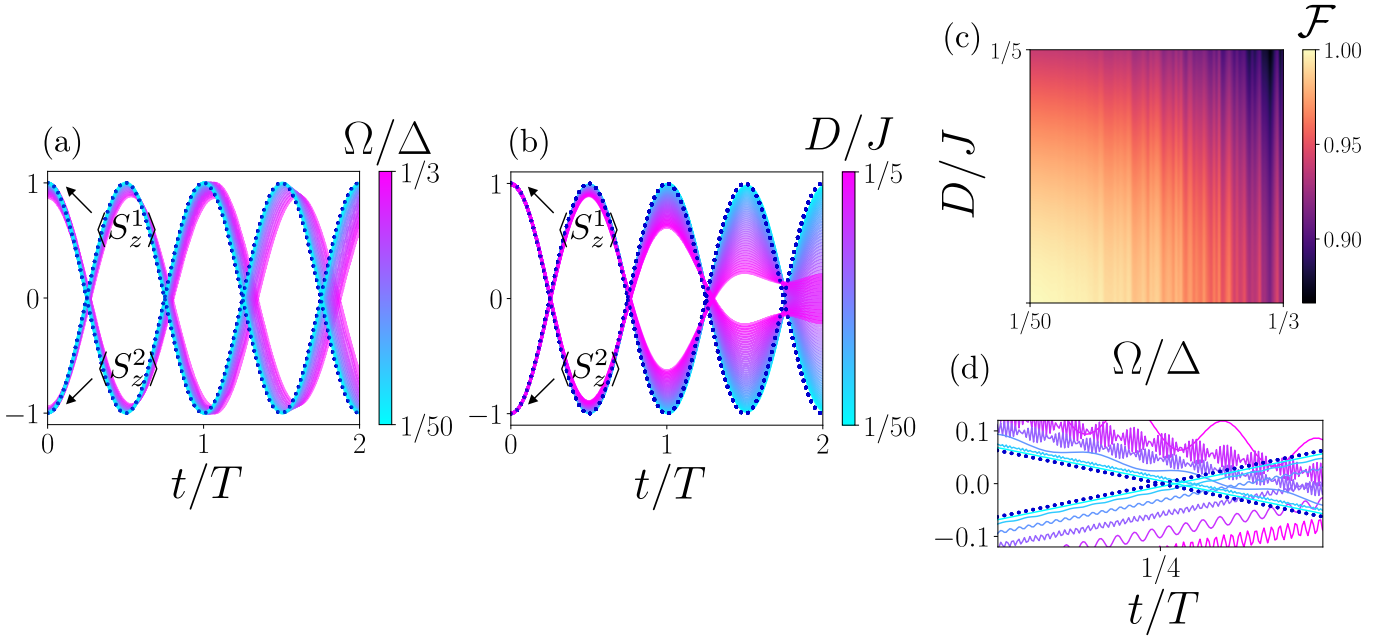 (a)
Ω/Δ
1
0
−1
⟨S_z^1⟩
⟨S_z^2⟩
0
1
2
t/T
1/3
1/50
(b)
D/J
1
0
−1
⟨S_z^1⟩
⟨S_z^2⟩
0
1
2
t/T
1/5
1/50
(c)
ℱ
1/5
D/J
1/50
1/3
Ω/Δ
1.00
0.95
0.90
(d)
0.1
0.0
−0.1
1/4
t/T